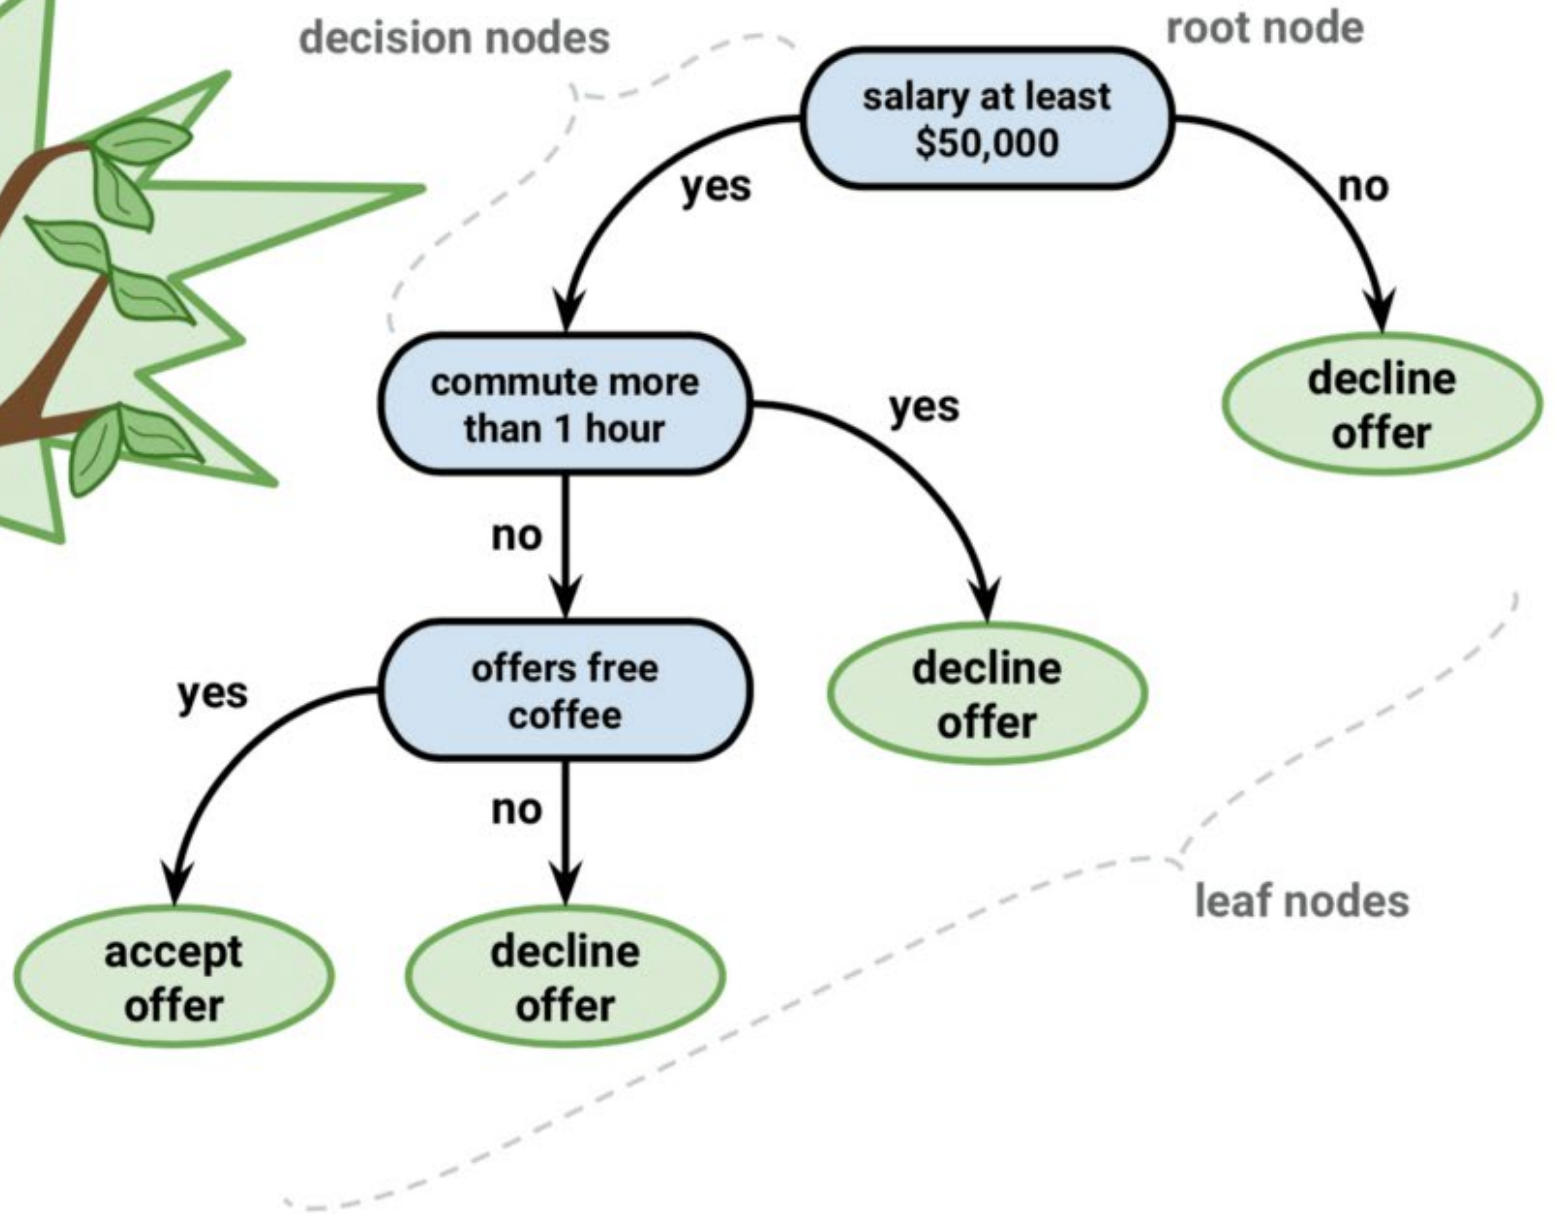 decision nodes
root node
salary at least
$50,000
yes
no
commute more
than 1 hour
yes
decline
offer
no
offers free
coffee
yes
decline
offer
no
leaf nodes
accept
offer
decline
offer